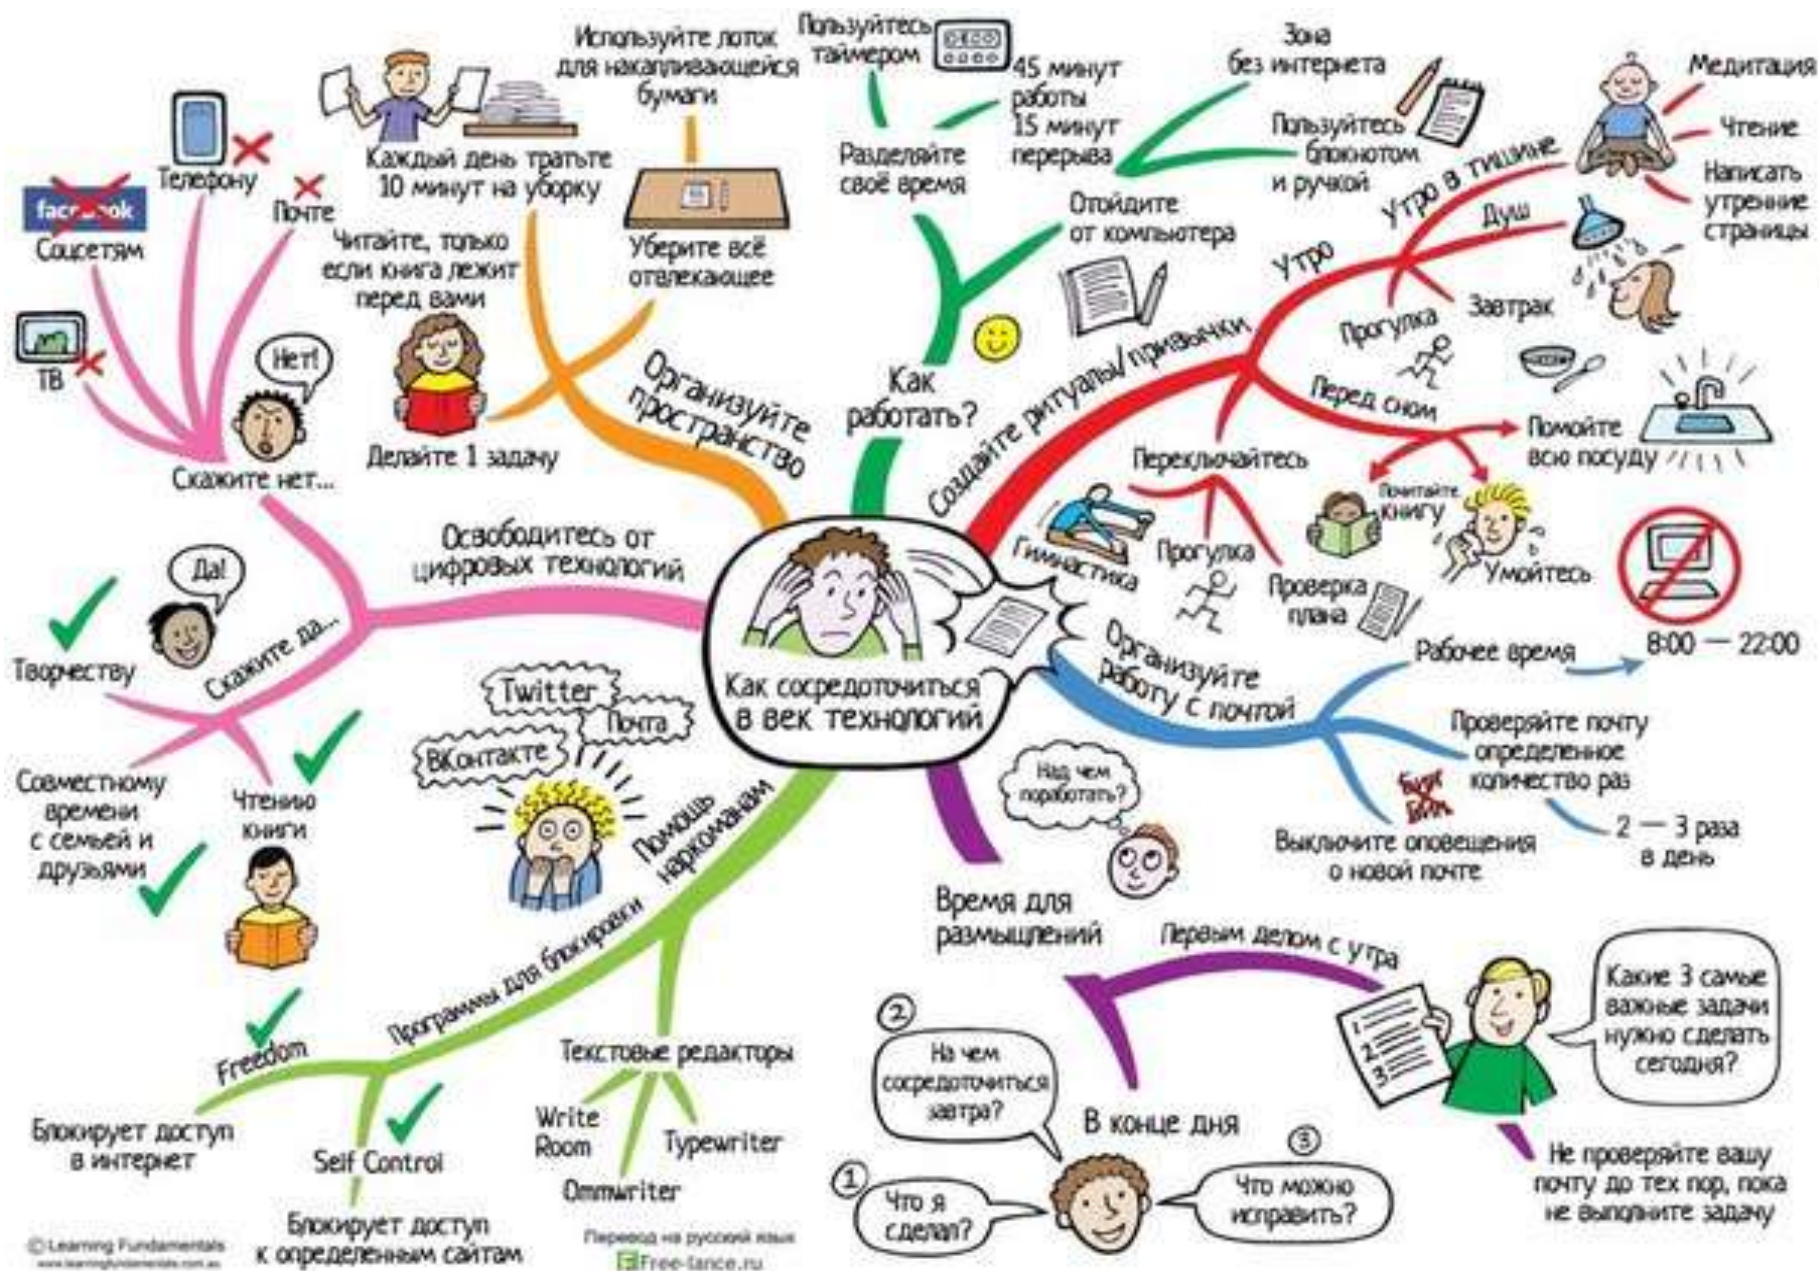 Как сосредоточиться
в век технологий
Как
работать?
Разделяйте
своё время
Пользуйтесь
таймером
45 минут
работы
15 минут
перерыва
Отойдите
от компьютера
Зона
без интернета
Пользуйтесь
блокнотом
и ручкой
Создайте ритуалы/привычки
Утро
Утро в тишине
Медитация
Чтение
Написать
утренние
страницы
Душ
Завтрак
Прогулка
Перед сном
Помойте
всю посуду
Почитайте
книгу
Умойтесь
Переключайтесь
Гимнастика
Прогулка
Проверка
плана
Организуйте
работу с почтой
Рабочее время
8:00 — 22:00
Проверяйте почту
определенное
количество раз
2 — 3 раза
в день
Выключите оповещения
о новой почте
Время для
размышлений
Над чем
поработать?
Первым делом с утра
Какие 3 самые
важные задачи
нужно сделать
сегодня?
1
2
3
Не проверяйте вашу
почту до тех пор, пока
не выполните задачу
В конце дня
1
Что я
сделал?
2
На чем
сосредоточиться
завтра?
3
Что можно
исправить?
Помощь
наркоманам
Twitter
Почта
ВКонтакте
Программы для блокировки
Freedom
Блокирует доступ
в интернет
Self Control
Блокирует доступ
к определенным сайтам
Текстовые редакторы
Write
Room
Ommwriter
Typewriter
Освободитесь от
цифровых технологий
Скажите нет...
Нет!
ТВ
facebook
Соцсетям
Телефону
Почте
Скажите да...
Да!
Творчеству
Совместному
времени
с семьей и
друзьями
Чтению
книги
Организуйте
пространство
Каждый день тратьте
10 минут на уборку
Используйте лоток
для накапливающейся
бумаги
Уберите всё
отвлекающее
Читайте, только
если книга лежит
перед вами
Делайте 1 задачу
© Learning Fundamentals
www.learningfundamentals.com.au
Перевод на русский язык
Free-lance.ru